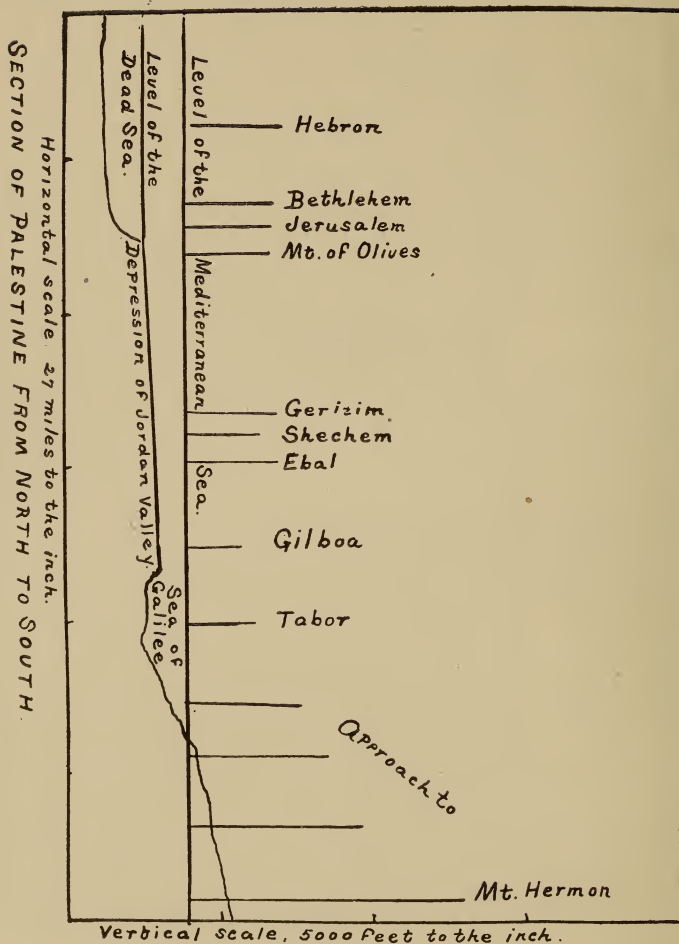 SECTION OF PALESTINE FROM NORTH TO SOUTH.
Horizontal scale 27 miles to the inch.
Level of the
Dead Sea.
Level of the Mediterranean Sea.
Hebron
Bethlehem
Jerusalem
Mt. of Olives
Depression of Jordan Valley.
Gerizim
Shechem
Ebal
Gilboa
Sea of
Galilee
Tabor
Approach to
Mt. Hermon
Verbical scale, 5000 feet to the inch.